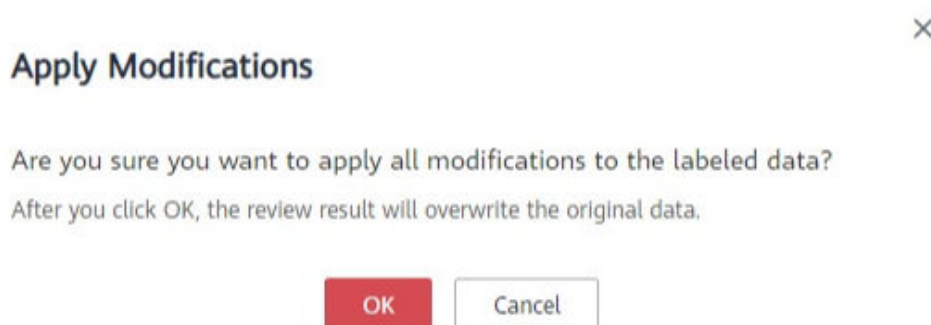 Apply Modifications
Are you sure you want to apply all modifications to the labeled data?
After you click OK, the review result will overwrite the original data.
OK Cancel